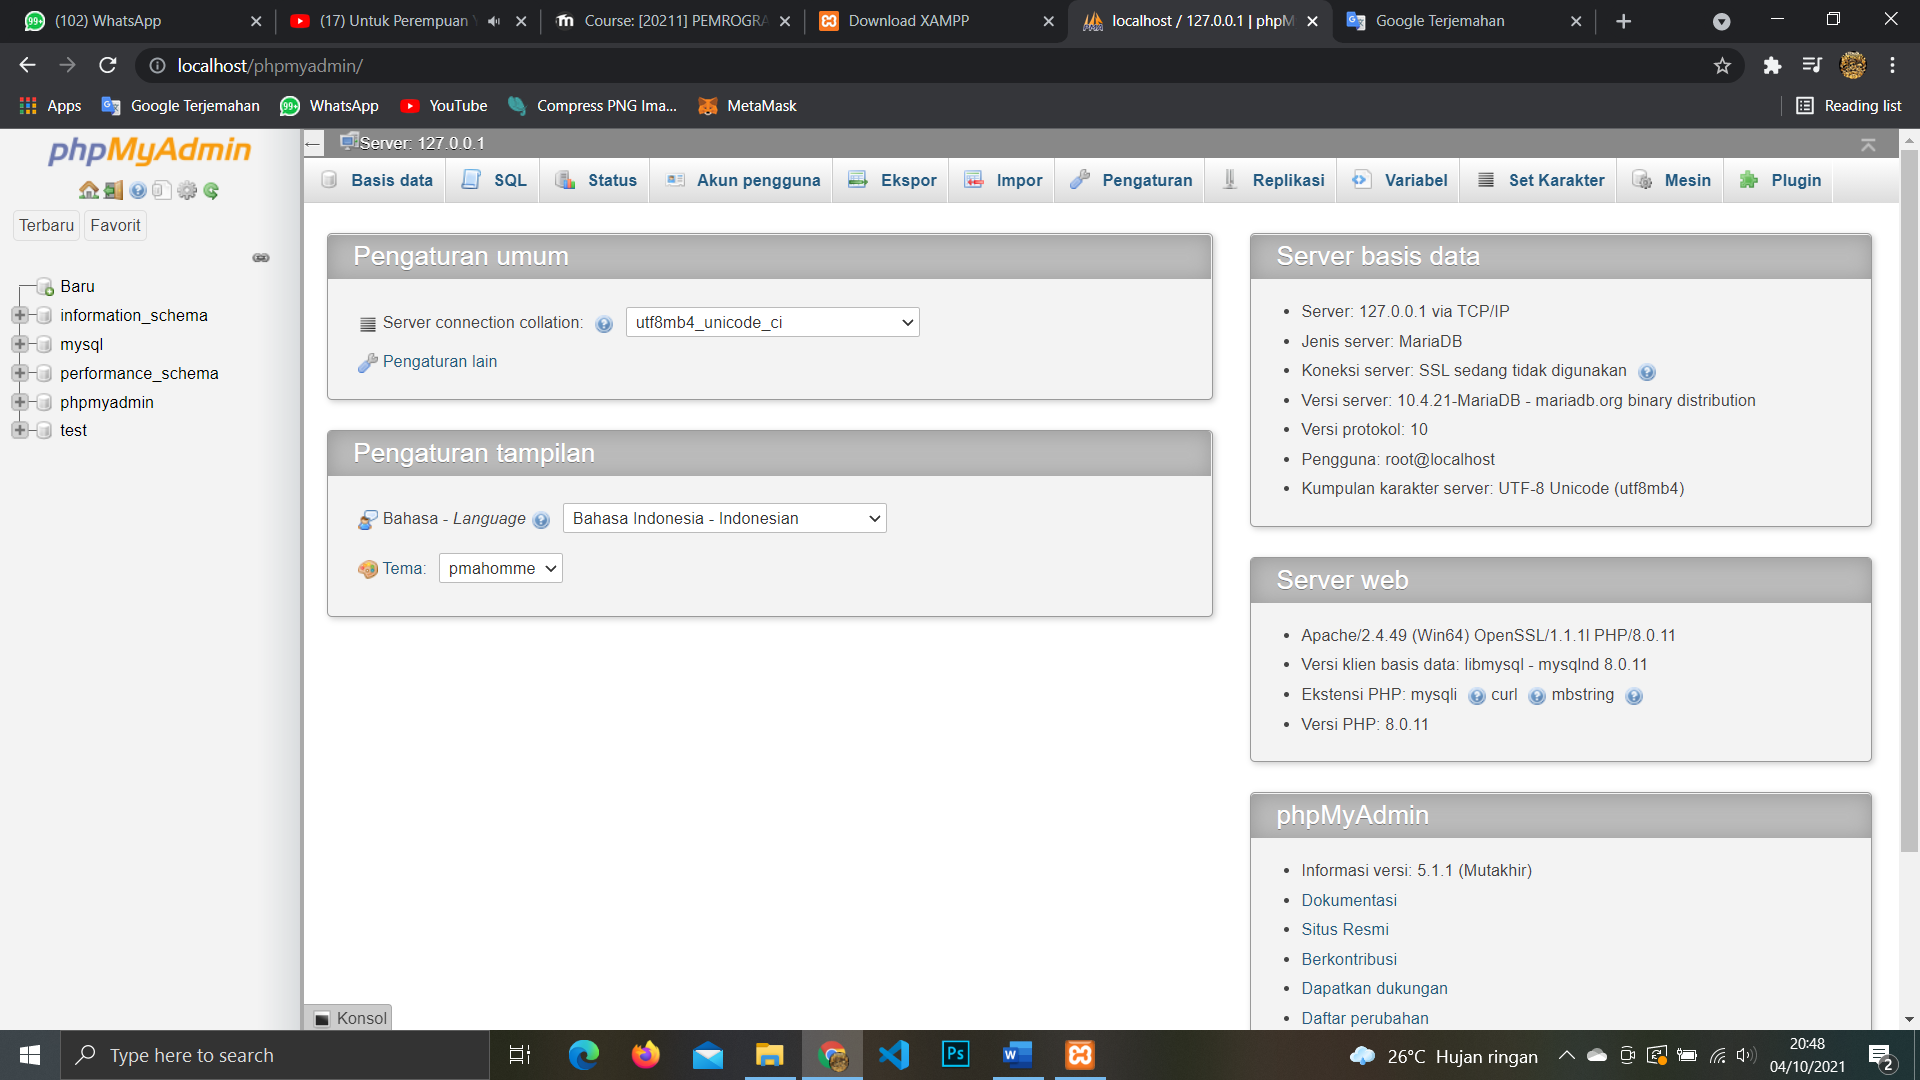 (102) WhatsApp
(17) Untuk Perempuan
Course: [20211] PEMROGRA
Download XAMPP
localhost / 127.0.0.1 | phpM
Google Terjemahan
localhost/phpmyadmin/
Apps
Google Terjemahan
WhatsApp
YouTube
Compress PNG Ima...
MetaMask
Reading list
phpMyAdmin
Terbaru
Favorit
Baru
information_schema
mysql
performance_schema
phpmyadmin
test
Server: 127.0.0.1
Basis data
SQL
Status
Akun pengguna
Ekspor
Impor
Pengaturan
Replikasi
Variabel
Set Karakter
Mesin
Plugin
Pengaturan umum
Server connection collation:
utf8mb4_unicode_ci
Pengaturan lain
Pengaturan tampilan
Bahasa - Language
Bahasa Indonesia - Indonesian
Tema:
pmahomme
Server basis data
Server: 127.0.0.1 via TCP/IP
Jenis server: MariaDB
Koneksi server: SSL sedang tidak digunakan
Versi server: 10.4.21-MariaDB - mariadb.org binary distribution
Versi protokol: 10
Pengguna: root@localhost
Kumpulan karakter server: UTF-8 Unicode (utf8mb4)
Server web
Apache/2.4.49 (Win64) OpenSSL/1.1.1l PHP/8.0.11
Versi klien basis data: libmysql - mysqlnd 8.0.11
Ekstensi PHP: mysqli curl mbstring
Versi PHP: 8.0.11
phpMyAdmin
Informasi versi: 5.1.1 (Mutakhir)
Dokumentasi
Situs Resmi
Berkontribusi
Dapatkan dukungan
Daftar perubahan
Konsol
Type here to search
Ps
26°C Hujan ringan
20:48
04/10/2021
2